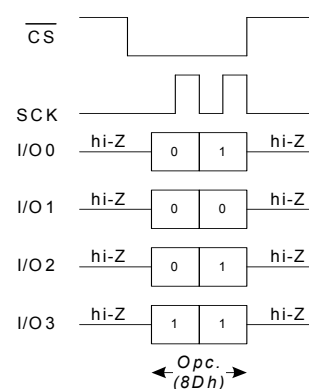 CS
SCK
hi-Z hi-Z
I/O0 0 1
hi-Z hi-Z
I/O1 0 0
hi-Z hi-Z
I/O2 0 1
hi-Z hi-Z
I/O3 1 1
Opc.
(8Dh)